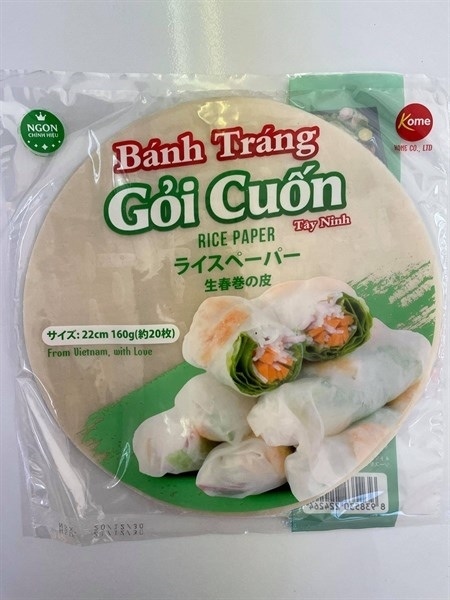 NGON
CHÍNH HIỆU
Kome
KOME CO., LTD
Bánh Tráng
Gỏi Cuốn
Tay Ninh
RICE PAPER
ライスペーパー
生春巻の皮
サイズ: 22cm 160g(約20枚)
From Vietnam, with Love